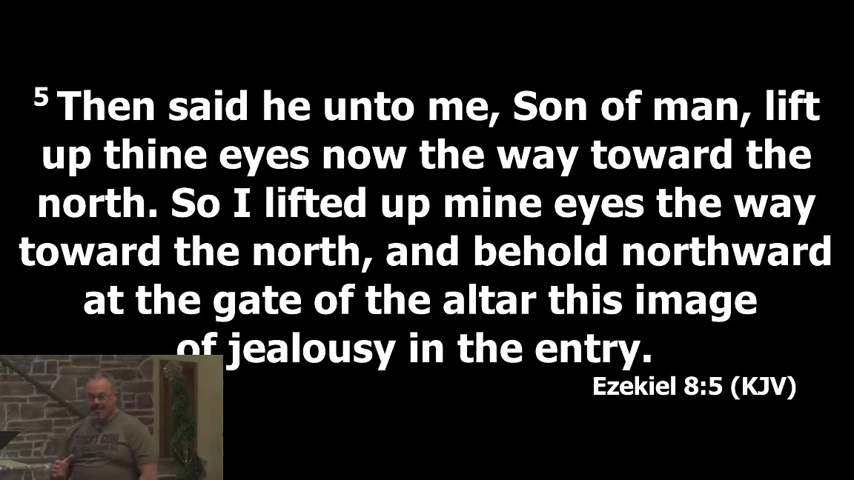 5 Then said he unto me, Son of man, lift
up thine eyes now the way toward the
north. So I lifted up mine eyes the way
toward the north, and behold northward
at the gate of the altar this image
of jealousy in the entry.
Ezekiel 8:5 (KJV)